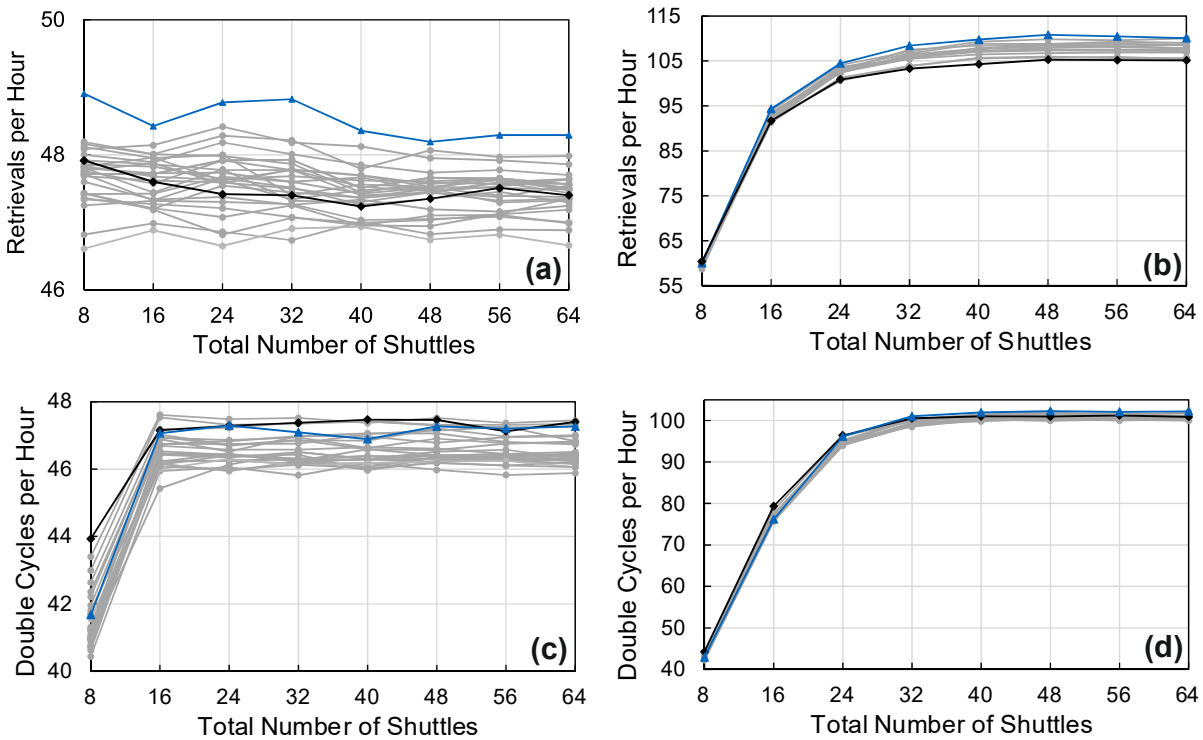 50
48
46
Retrievals per Hour
(a)
8 16 24 32 40 48 56 64
Total Number of Shuttles
115
105
95
85
75
65
55
Retrievals per Hour
(b)
8 16 24 32 40 48 56 64
Total Number of Shuttles
48
46
44
42
40
Double Cycles per Hour
(c)
8 16 24 32 40 48 56 64
Total Number of Shuttles
100
90
80
70
60
50
40
Double Cycles per Hour
(d)
8 16 24 32 40 48 56 64
Total Number of Shuttles